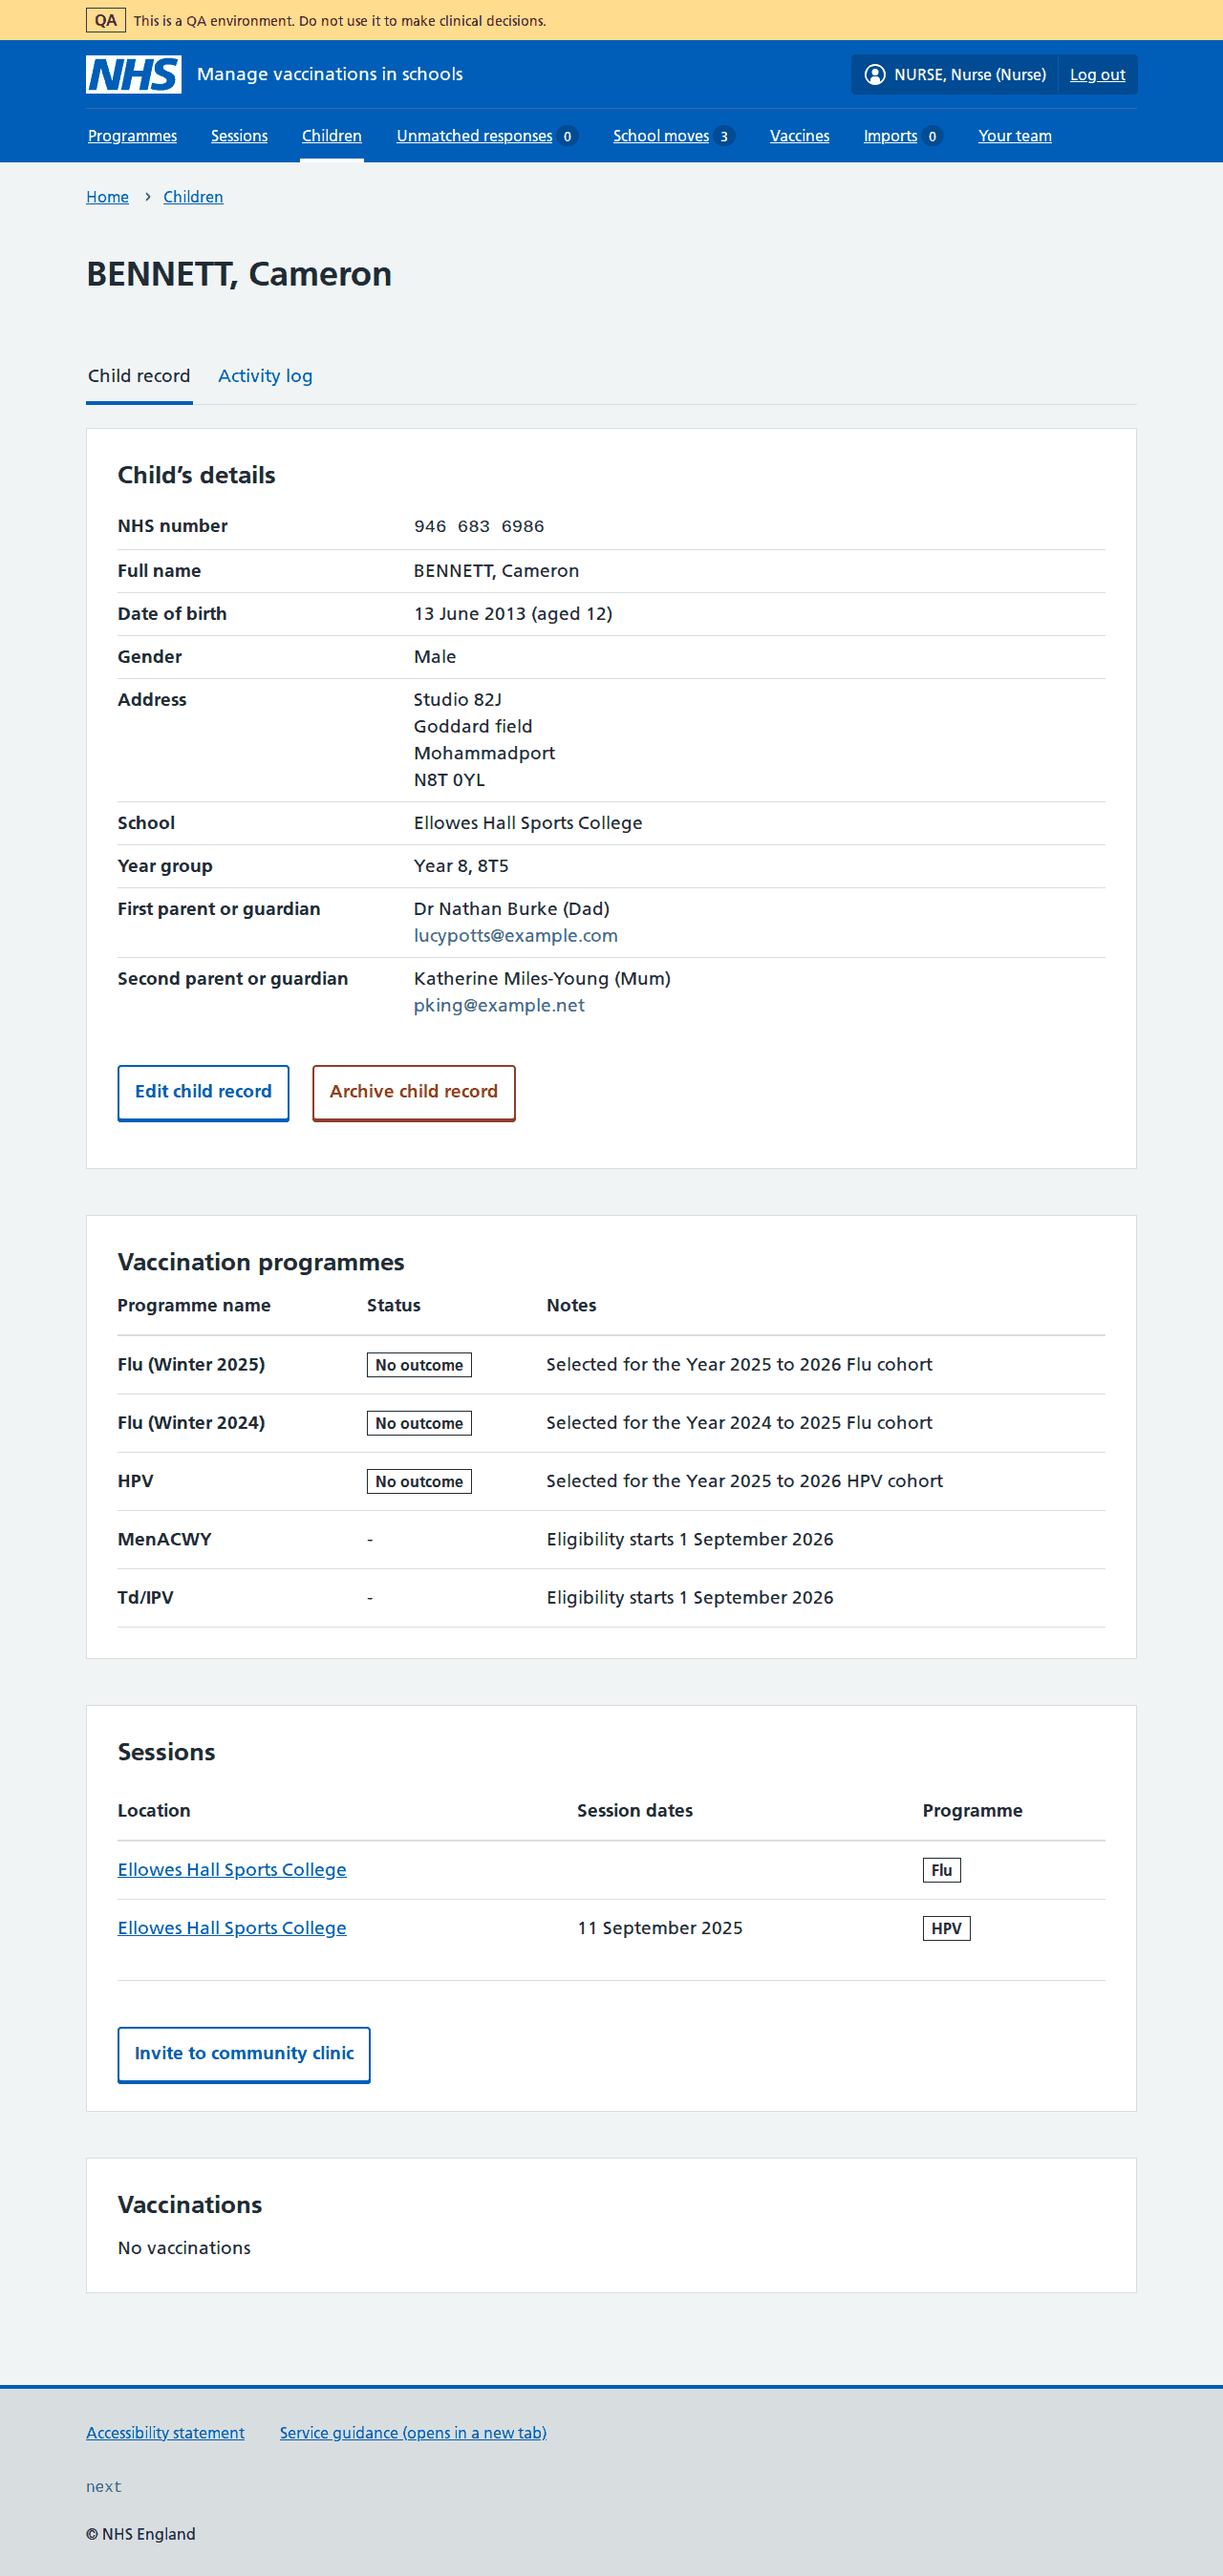 QA This is a QA environment. Do not use it to make clinical decisions.
NHS Manage vaccinations in schools NURSE, Nurse (Nurse) Log out
Programmes Sessions Children Unmatched responses 0 School moves 3 Vaccines Imports 0 Your team
Home › Children
BENNETT, Cameron
Child record Activity log
Child’s details
NHS number 946 683 6986
Full name BENNETT, Cameron
Date of birth 13 June 2013 (aged 12)
Gender Male
Address Studio 82J
Goddard field
Mohammadport
N8T 0YL
School Ellowes Hall Sports College
Year group Year 8, 8T5
First parent or guardian Dr Nathan Burke (Dad)
lucypotts@example.com
Second parent or guardian Katherine Miles-Young (Mum)
pking@example.net
Edit child record Archive child record
Vaccination programmes
Programme name Status Notes
Flu (Winter 2025) No outcome Selected for the Year 2025 to 2026 Flu cohort
Flu (Winter 2024) No outcome Selected for the Year 2024 to 2025 Flu cohort
HPV No outcome Selected for the Year 2025 to 2026 HPV cohort
MenACWY - Eligibility starts 1 September 2026
Td/IPV - Eligibility starts 1 September 2026
Sessions
Location Session dates Programme
Ellowes Hall Sports College Flu
Ellowes Hall Sports College 11 September 2025 HPV
Invite to community clinic
Vaccinations
No vaccinations
Accessibility statement Service guidance (opens in a new tab)
next
© NHS England